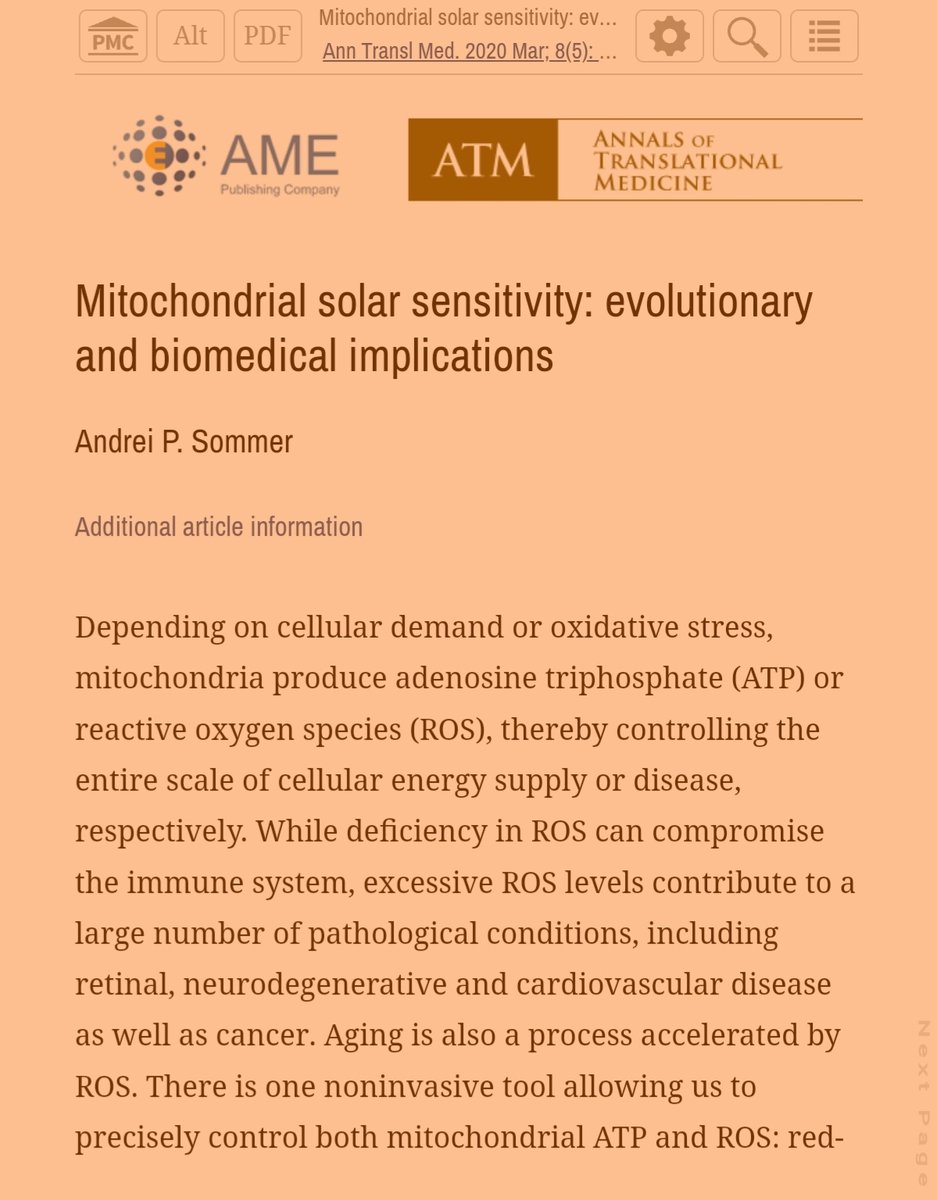 PMC
Alt
PDF
Mitochondrial solar sensitivity: ev...
Ann Transl Med. 2020 Mar; 8(5): ...
E
AME
Publishing Company
ATM
ANNALS OF
TRANSLATIONAL
MEDICINE
Mitochondrial solar sensitivity: evolutionary
and biomedical implications
Andrei P. Sommer
Additional article information
Depending on cellular demand or oxidative stress,
mitochondria produce adenosine triphosphate (ATP) or
reactive oxygen species (ROS), thereby controlling the
entire scale of cellular energy supply or disease,
respectively. While deficiency in ROS can compromise
the immune system, excessive ROS levels contribute to a
large number of pathological conditions, including
retinal, neurodegenerative and cardiovascular disease
as well as cancer. Aging is also a process accelerated by
ROS. There is one noninvasive tool allowing us to
precisely control both mitochondrial ATP and ROS: red-
Next Page